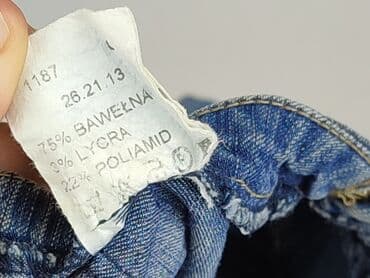 1187
26.21.13
75% BAWEŁNA
3% LYCRA
22% POLIAMID